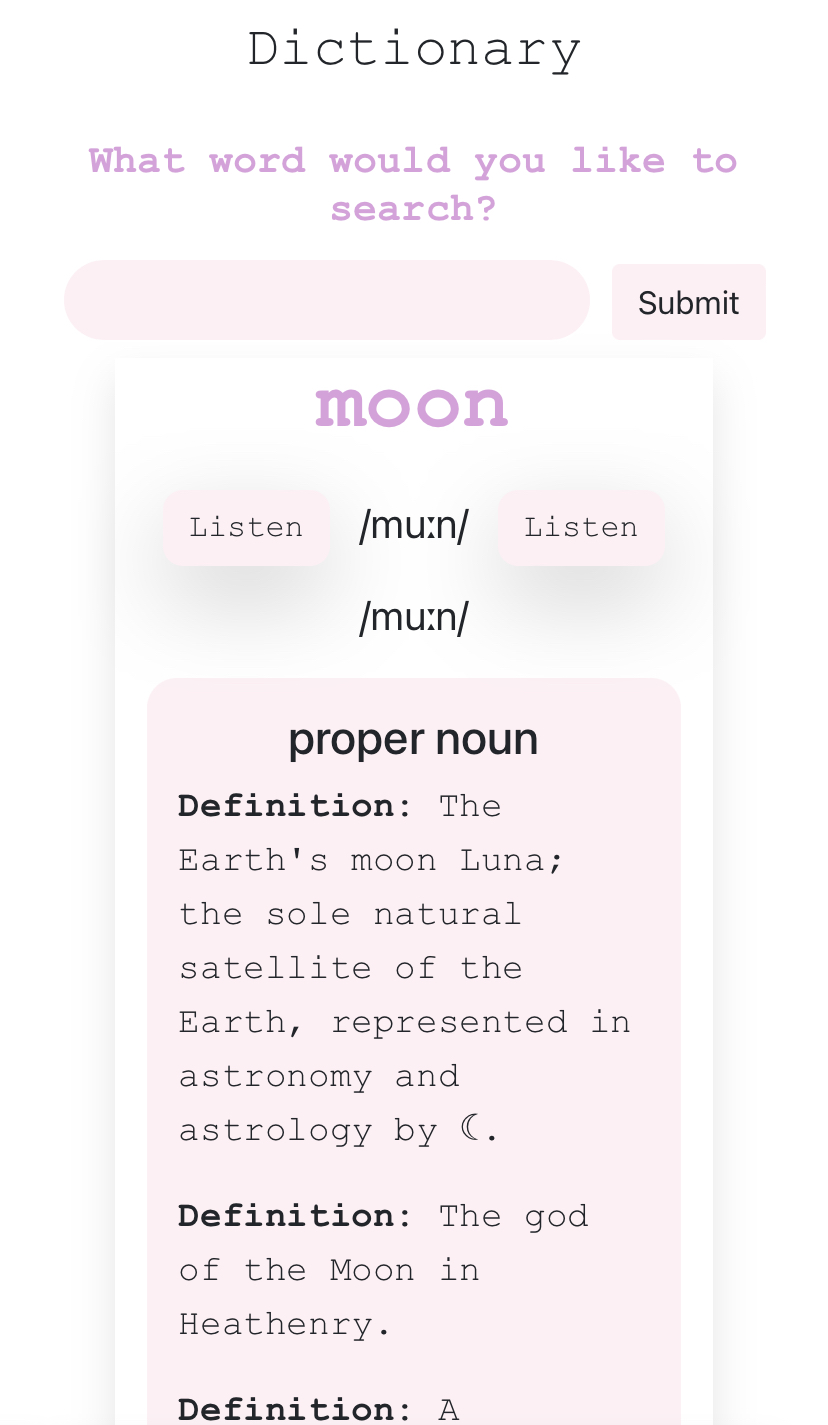 Dictionary
What word would you like to
search?
Submit
moon
Listen /muːn/ Listen
/muːn/
proper noun
Definition: The
Earth's moon Luna;
the sole natural
satellite of the
Earth, represented in
astronomy and
astrology by ☾.
Definition: The god
of the Moon in
Heathenry.
Definition: A